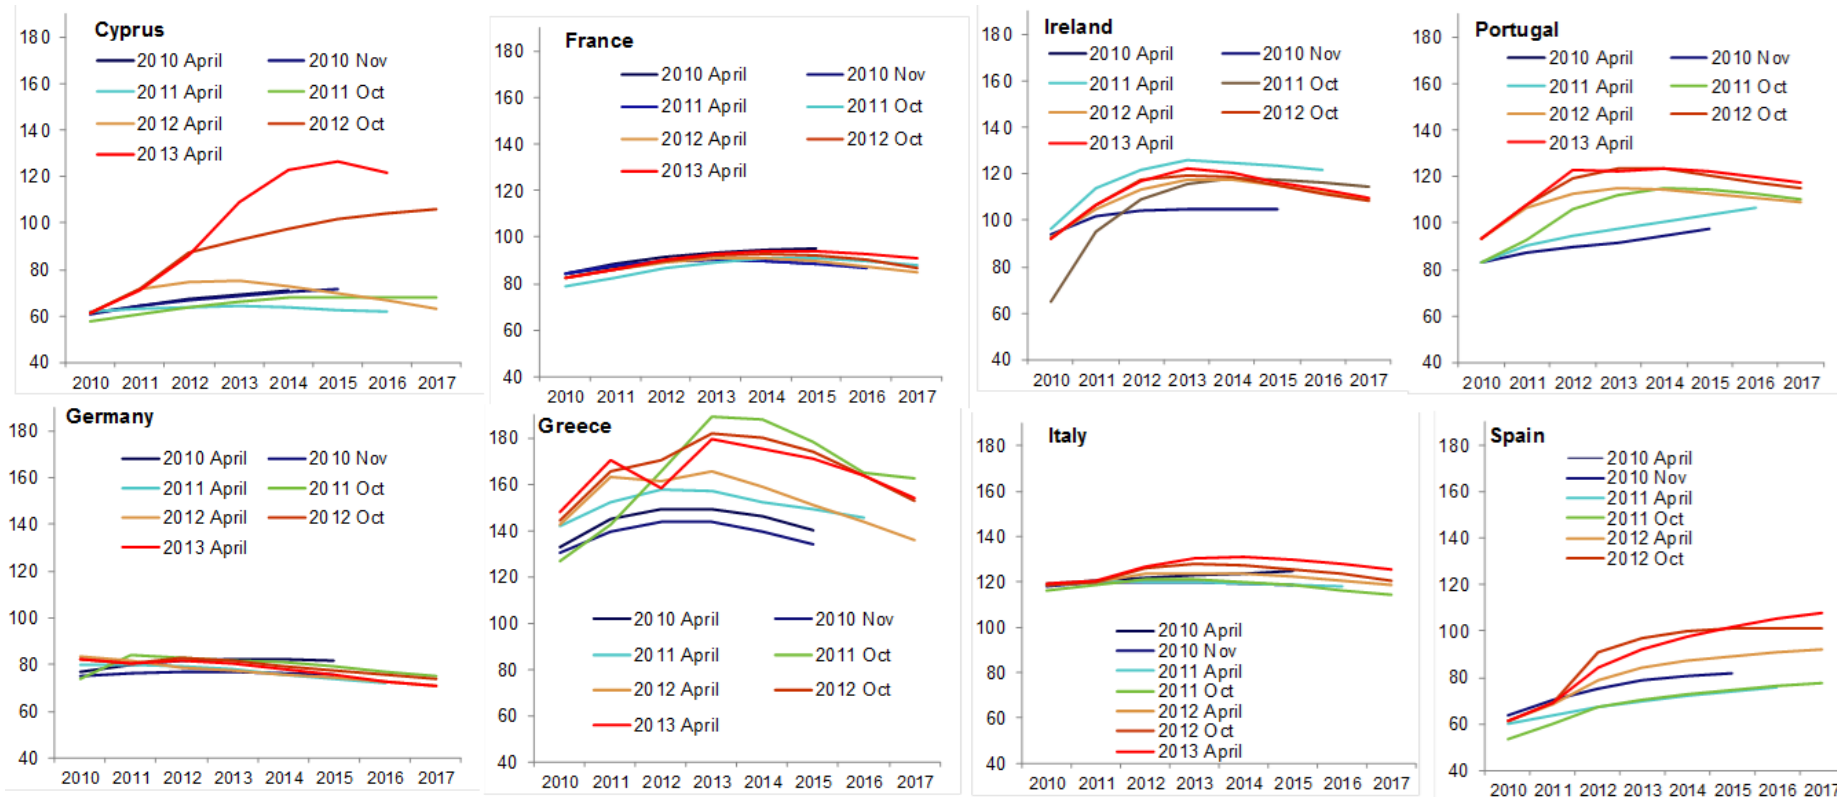 Cyprus
2010 April 2010 Nov
2011 April 2011 Oct
2012 April 2012 Oct
2013 April
180
160
140
120
100
80
60
40
2010 2011 2012 2013 2014 2015 2016 2017
France
2010 April 2010 Nov
2011 April 2011 Oct
2012 April 2012 Oct
2013 April
180
160
140
120
100
80
60
40
2010 2011 2012 2013 2014 2015 2016 2017
Ireland
2010 April 2010 Nov
2011 April 2011 Oct
2012 April 2012 Oct
2013 April
180
160
140
120
100
80
60
40
2010 2011 2012 2013 2014 2015 2016 2017
Portugal
2010 April 2010 Nov
2011 April 2011 Oct
2012 April 2012 Oct
2013 April
180
160
140
120
100
80
60
40
2010 2011 2012 2013 2014 2015 2016 2017
Germany
2010 April 2010 Nov
2011 April 2011 Oct
2012 April 2012 Oct
2013 April
180
160
140
120
100
80
60
40
2010 2011 2012 2013 2014 2015 2016 2017
Greece
180
160
140
120
100
80
60
40
2010 April 2010 Nov
2011 April 2011 Oct
2012 April 2012 Oct
2013 April
2010 2011 2012 2013 2014 2015 2016 2017
Italy
180
160
140
120
100
80
60
40
2010 April
2010 Nov
2011 April
2011 Oct
2012 April
2012 Oct
2013 April
2010 2011 2012 2013 2014 2015 2016 2017
Spain
2010 April
2010 Nov
2011 April
2011 Oct
2012 April
2012 Oct
180
160
140
120
100
80
60
40
2010 2011 2012 2013 2014 2015 2016 2017